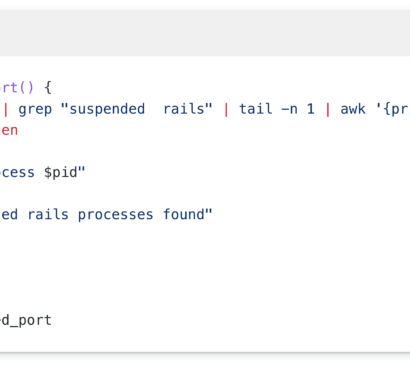 rt() {
| grep "suspended  rails" | tail -n 1 | awk '{pr
en
cess $pid"
ed rails processes found"
d_port